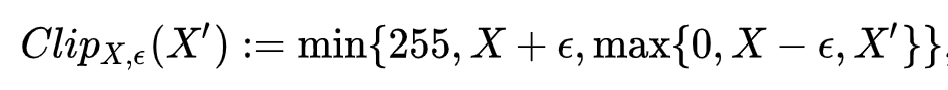 Clip_{X,ϵ}(X′) := min{255, X + ϵ, max{0, X − ϵ, X′}},